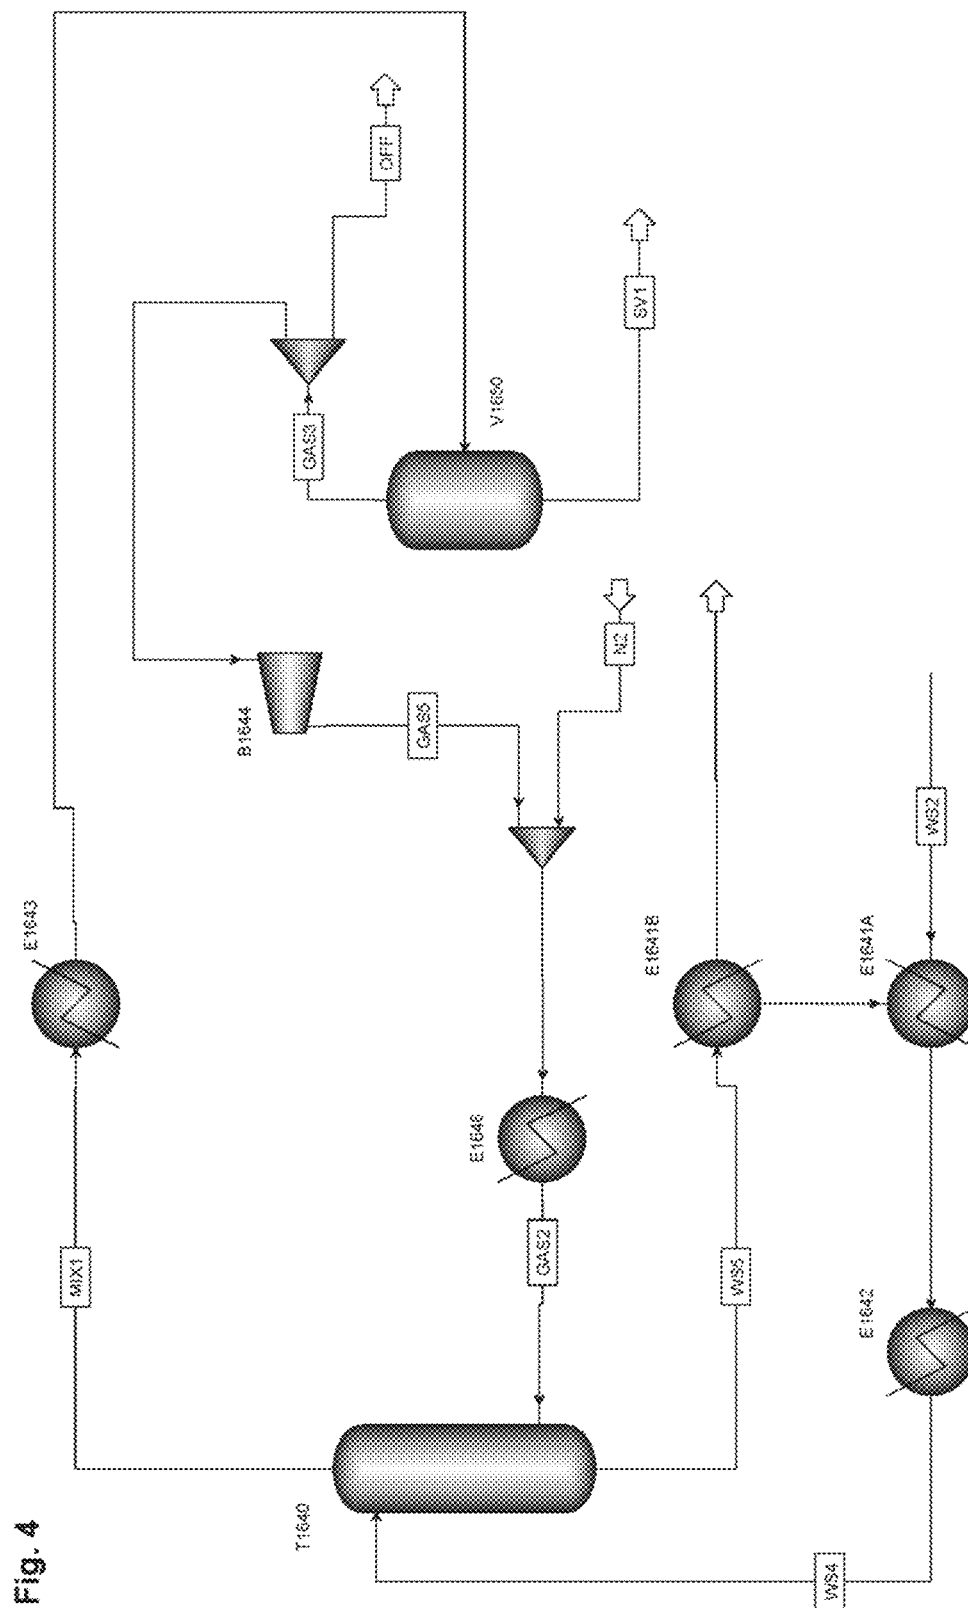 Fig. 4
MIX1
E1643
T1640
WS4
GAS2
E1646
B1644
GAS5
GAS3
OFF
V1650
SV1
N2
WS5
E1641B
E1641A
E1642
WS2